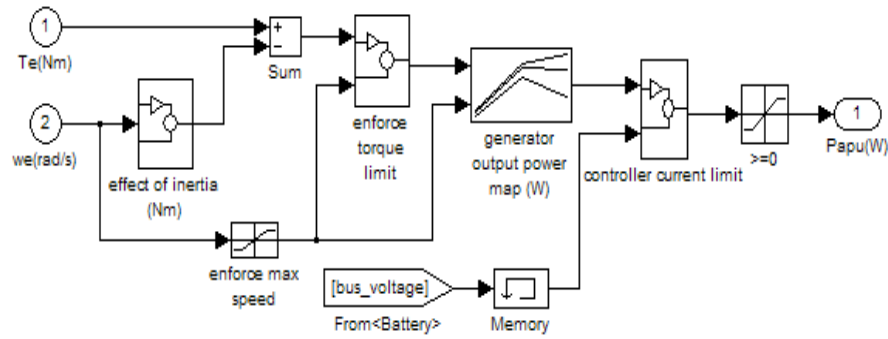 1
Te(Nm)
+
−
Sum
2
we(rad/s)
effect of inertia
(Nm)
enforce
torque
limit
generator
output power
map (W)
controller current limit
>=0
1
Papu(W)
enforce max
speed
[bus_voltage]
From<Battery>
Memory